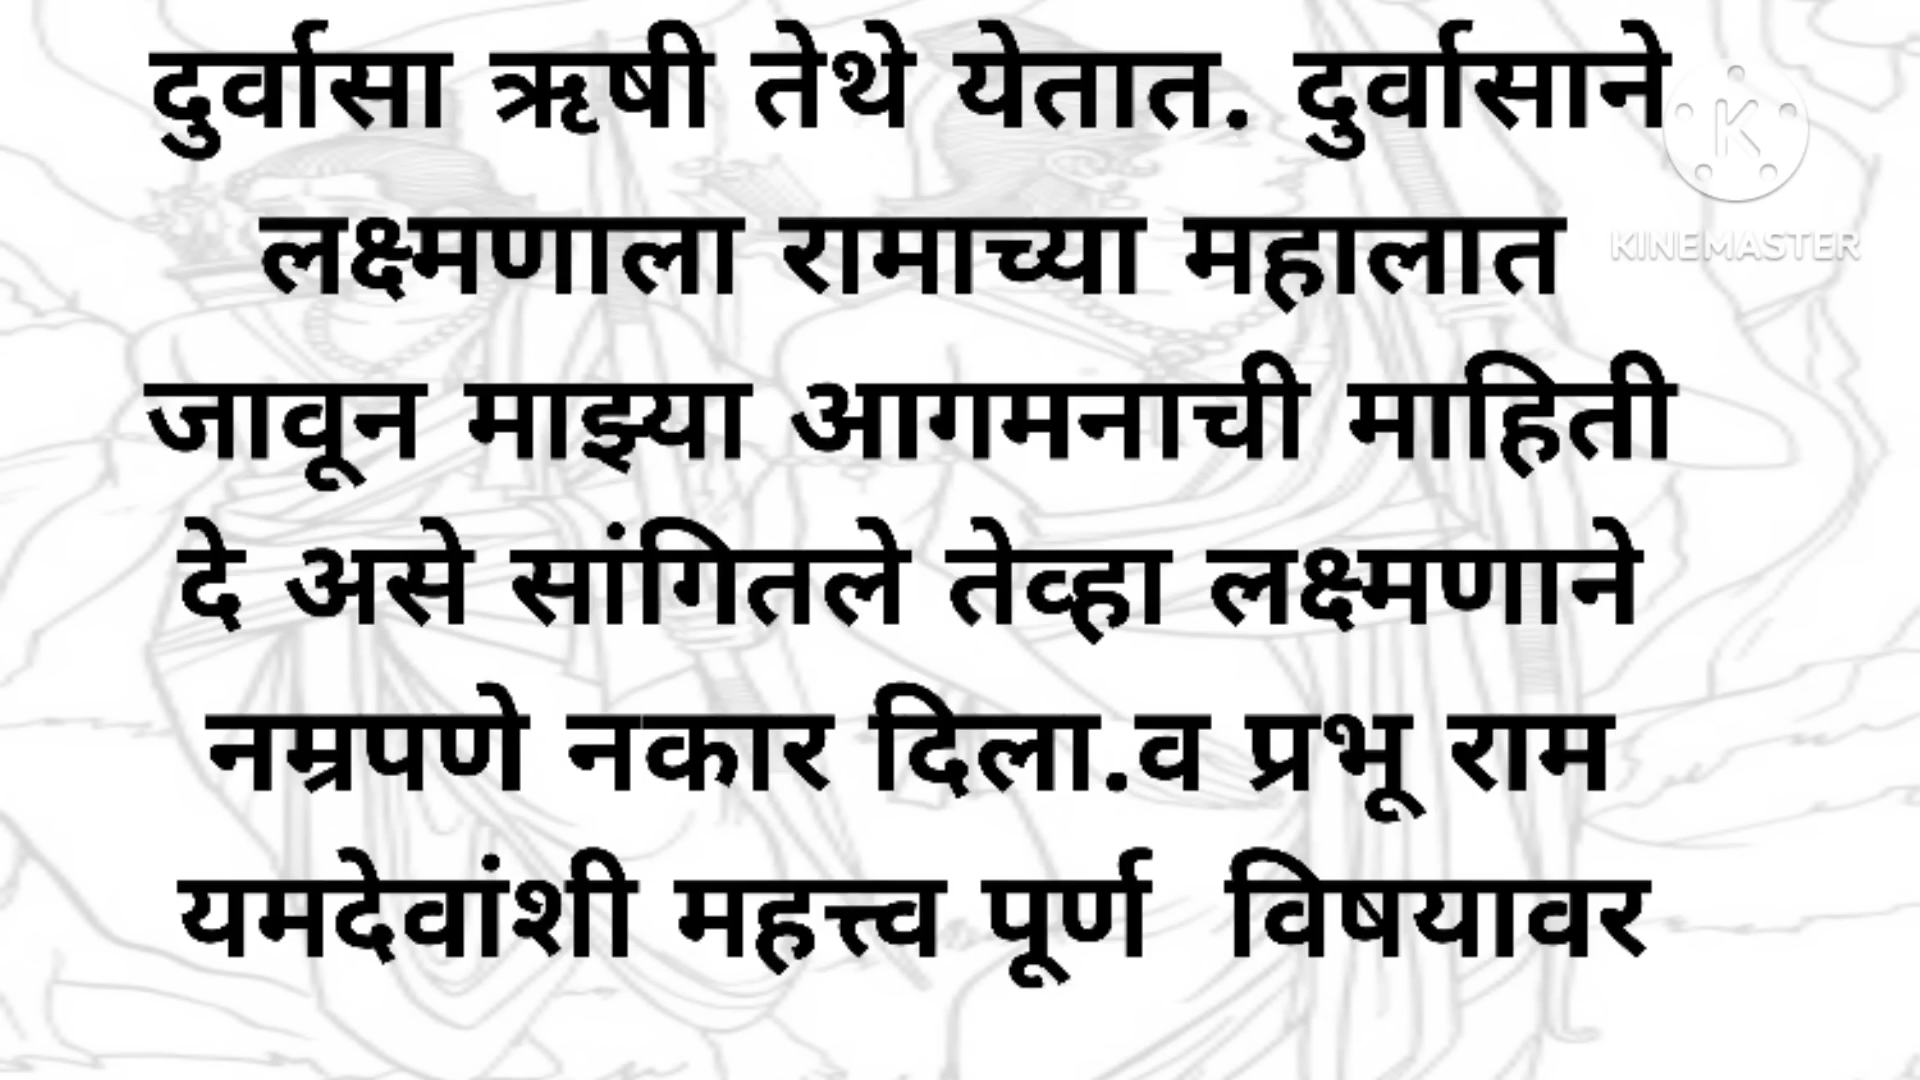 दुर्वासा ऋषी तेथे येतात. दुर्वासाने
लक्ष्मणाला रामाच्या महालात
जावून माझ्या आगमनाची माहिती
दे असे सांगितले तेव्हा लक्ष्मणाने
नम्रपणे नकार दिला.व प्रभू राम
यमदेवांशी महत्त्व पूर्ण विषयावर
K
KINEMASTER